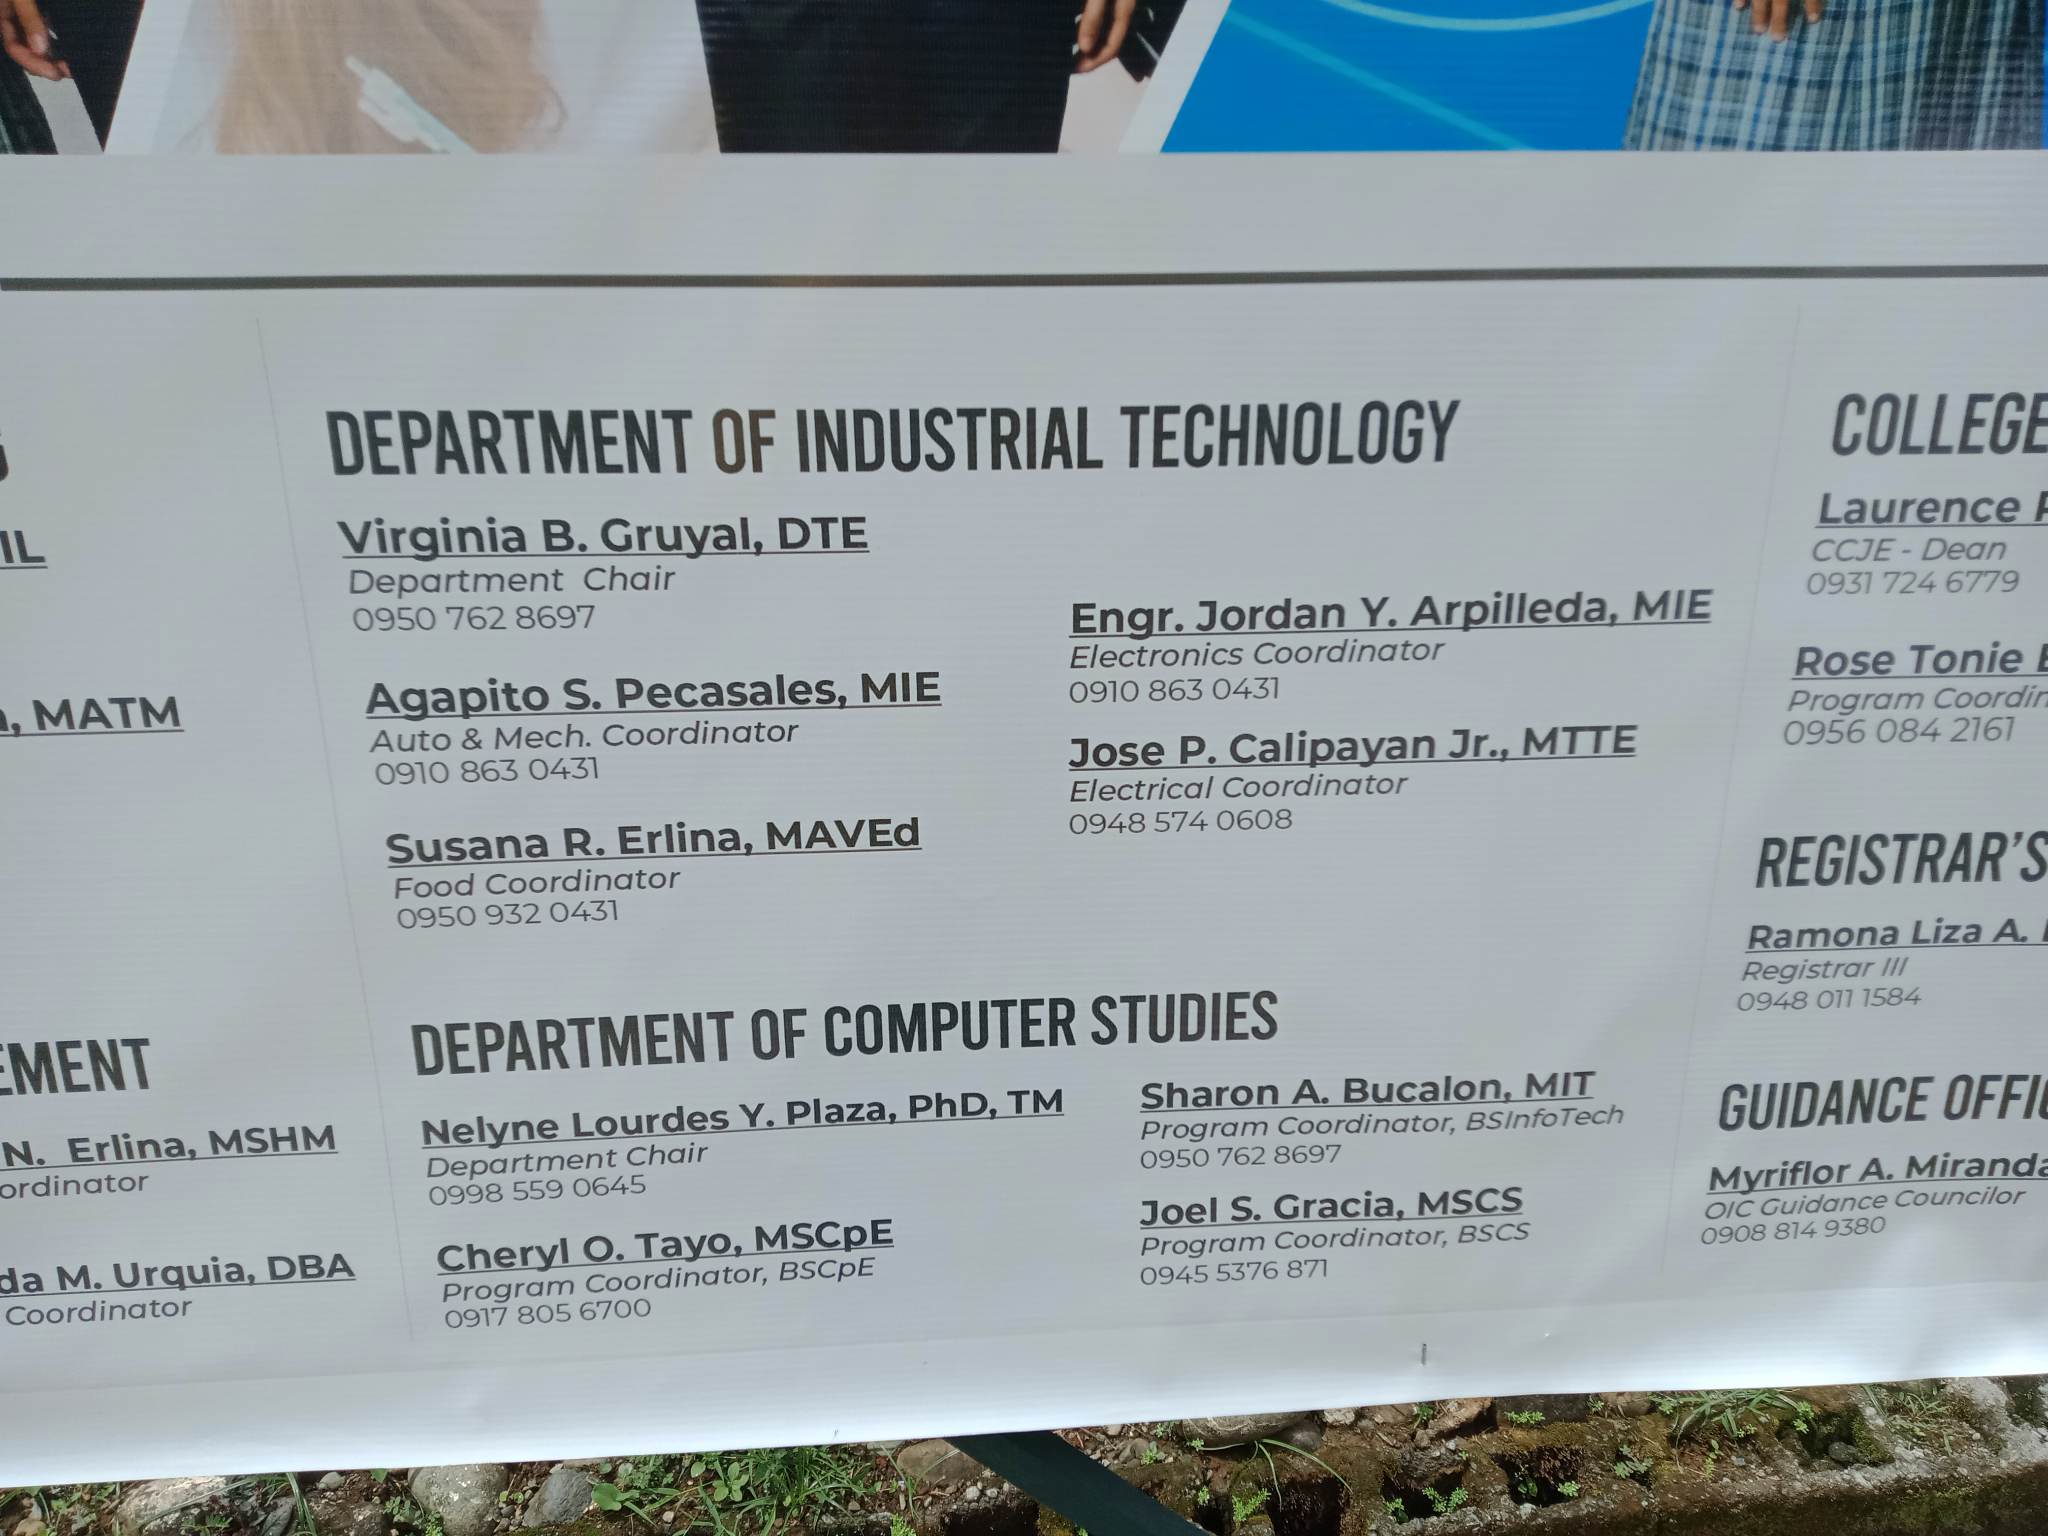 G
IL
, MATM
EMENT
N. Erlina, MSHM
ordinator
da M. Urquia, DBA
Coordinator
DEPARTMENT OF INDUSTRIAL TECHNOLOGY
Virginia B. Gruyal, DTE
Department Chair
0950 762 8697
Agapito S. Pecasales, MIE
Auto & Mech. Coordinator
0910 863 0431
Susana R. Erlina, MAVEd
Food Coordinator
0950 932 0431
Engr. Jordan Y. Arpilleda, MIE
Electronics Coordinator
0910 863 0431
Jose P. Calipayan Jr., MTTE
Electrical Coordinator
0948 574 0608
DEPARTMENT OF COMPUTER STUDIES
Nelyne Lourdes Y. Plaza, PhD, TM
Department Chair
0998 559 0645
Cheryl O. Tayo, MSCpE
Program Coordinator, BSCpE
0917 805 6700
Sharon A. Bucalon, MIT
Program Coordinator, BSInfoTech
0950 762 8697
Joel S. Gracia, MSCS
Program Coordinator, BSCS
0945 5376 871
COLLEGE
Laurence
CCJE - Dean
0931 724 6779
Rose Tonie
Program Coordin
0956 084 2161
REGISTRAR'S
Ramona Liza A.
Registrar III
0948 011 1584
GUIDANCE OFFI
Myriflor A. Miranda
OIC Guidance Councilor
0908 814 9380